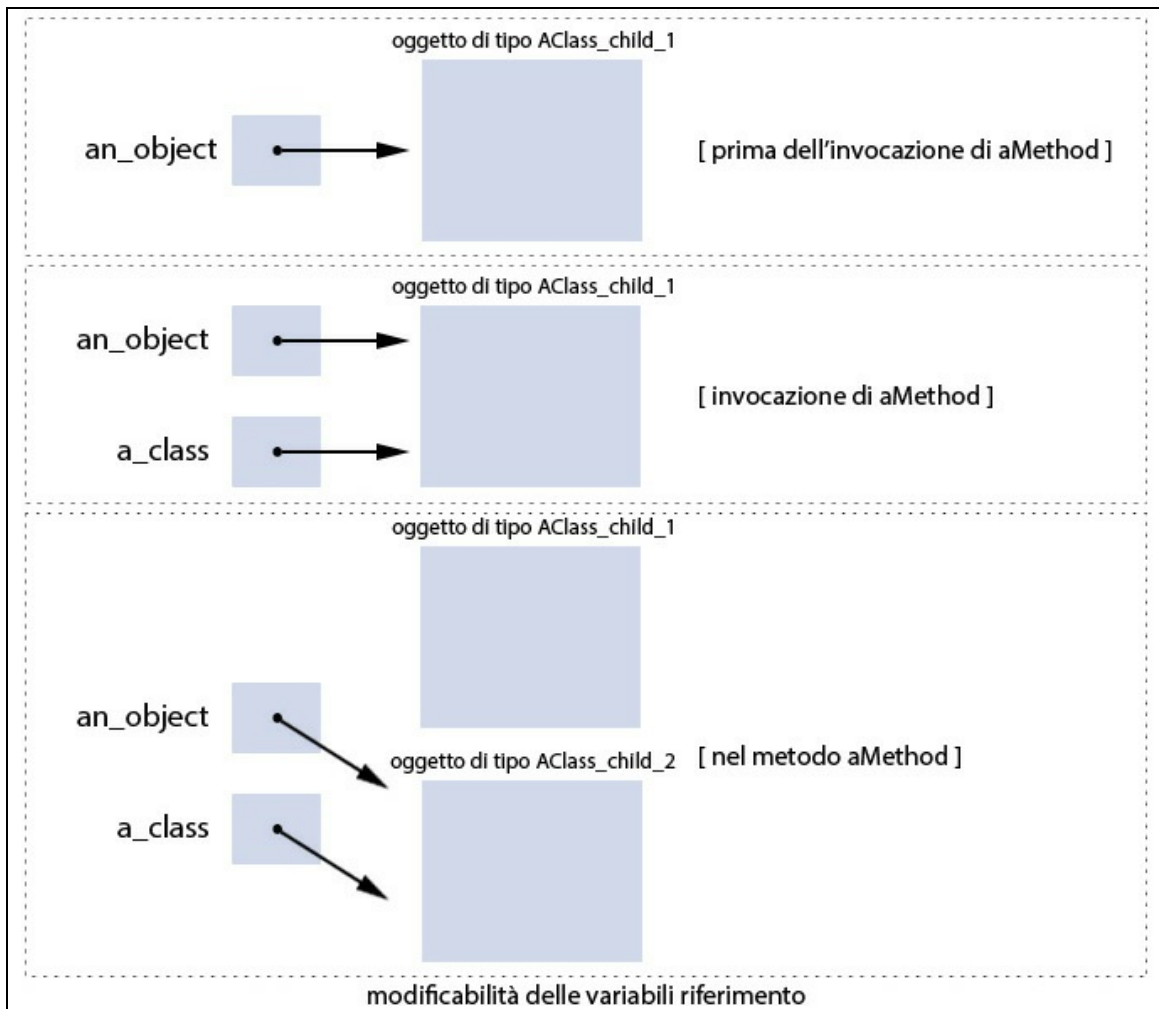 oggetto di tipo AClass_child_1
an_object
[ prima dell'invocazione di aMethod ]
oggetto di tipo AClass_child_1
an_object
[ invocazione di aMethod ]
a_class
oggetto di tipo AClass_child_1
an_object
oggetto di tipo AClass_child_2
[ nel metodo aMethod ]
a_class
modificabilità delle variabili riferimento